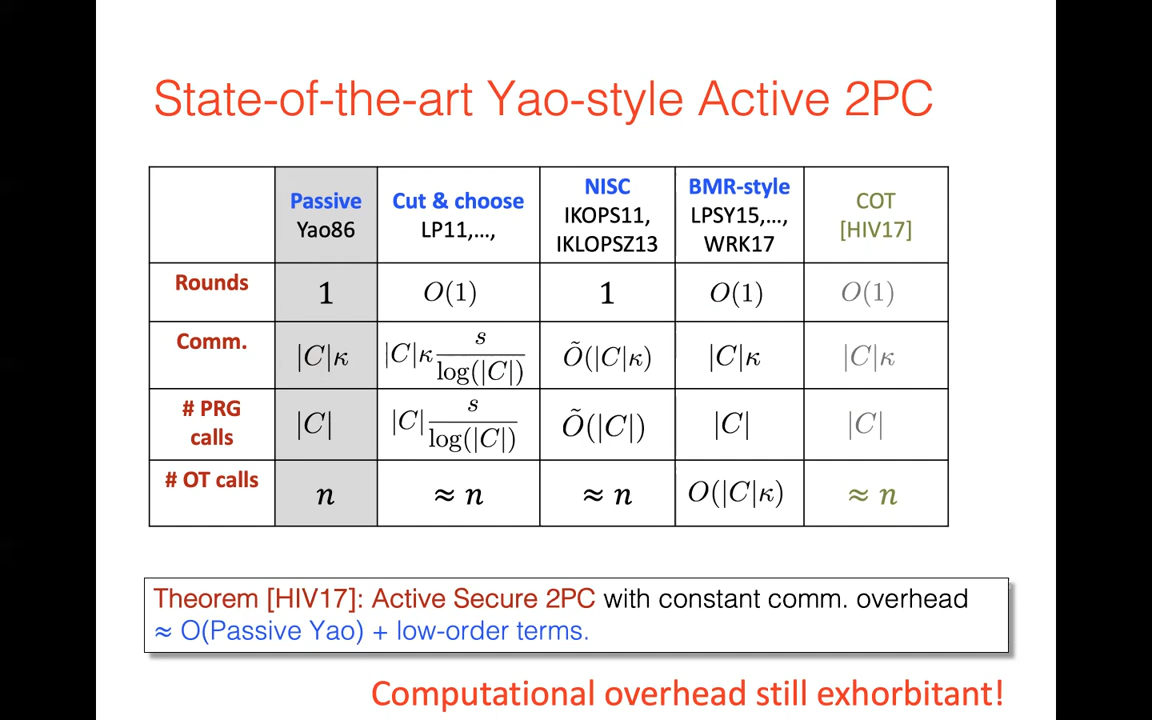 State-of-the-art Yao-style Active 2PC
Passive
Yao86
Cut & choose
LP11,...,
NISC
IKOPS11,
IKLOPSZ13
BMR-style
LPSY15,...,
WRK17
COT
[HIV17]
Rounds
1
O(1)
1
O(1)
O(1)
Comm.
|C|κ
|C|κ s/log(|C|)
Õ(|C|κ)
|C|κ
|C|κ
# PRG
calls
|C|
|C| s/log(|C|)
Õ(|C|)
|C|
|C|
# OT calls
n
≈ n
≈ n
O(|C|κ)
≈ n
Theorem [HIV17]: Active Secure 2PC with constant comm. overhead
≈ O(Passive Yao) + low-order terms.
Computational overhead still exhorbitant!